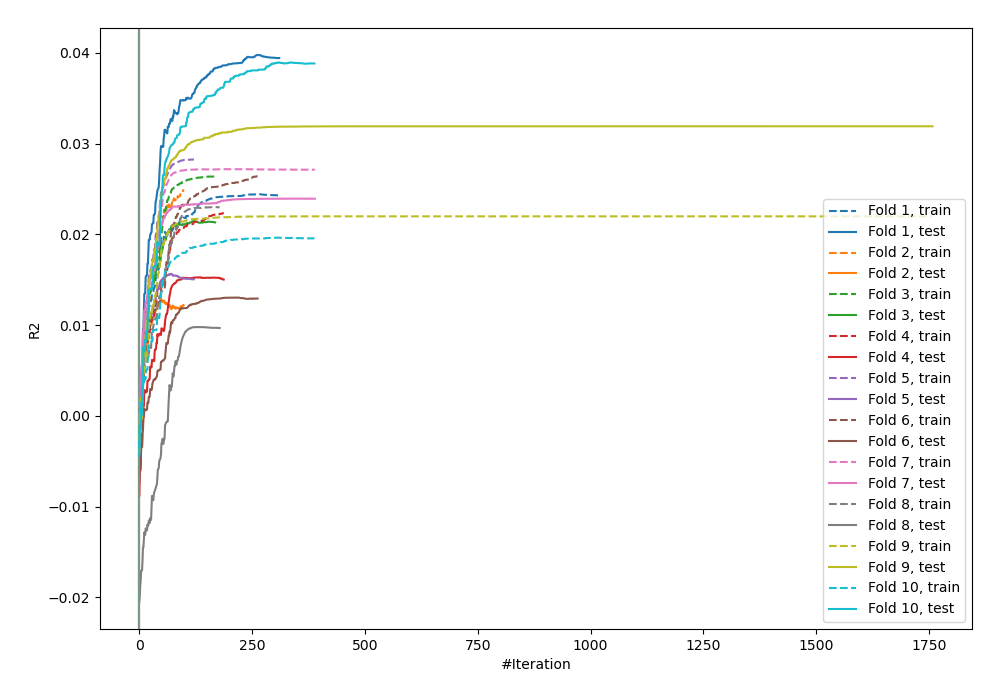 0.04
0.03
0.02
0.01
0.00
−0.01
−0.02
R2
0
250
500
750
1000
1250
1500
1750
#Iteration
Fold 1, train
Fold 1, test
Fold 2, train
Fold 2, test
Fold 3, train
Fold 3, test
Fold 4, train
Fold 4, test
Fold 5, train
Fold 5, test
Fold 6, train
Fold 6, test
Fold 7, train
Fold 7, test
Fold 8, train
Fold 8, test
Fold 9, train
Fold 9, test
Fold 10, train
Fold 10, test